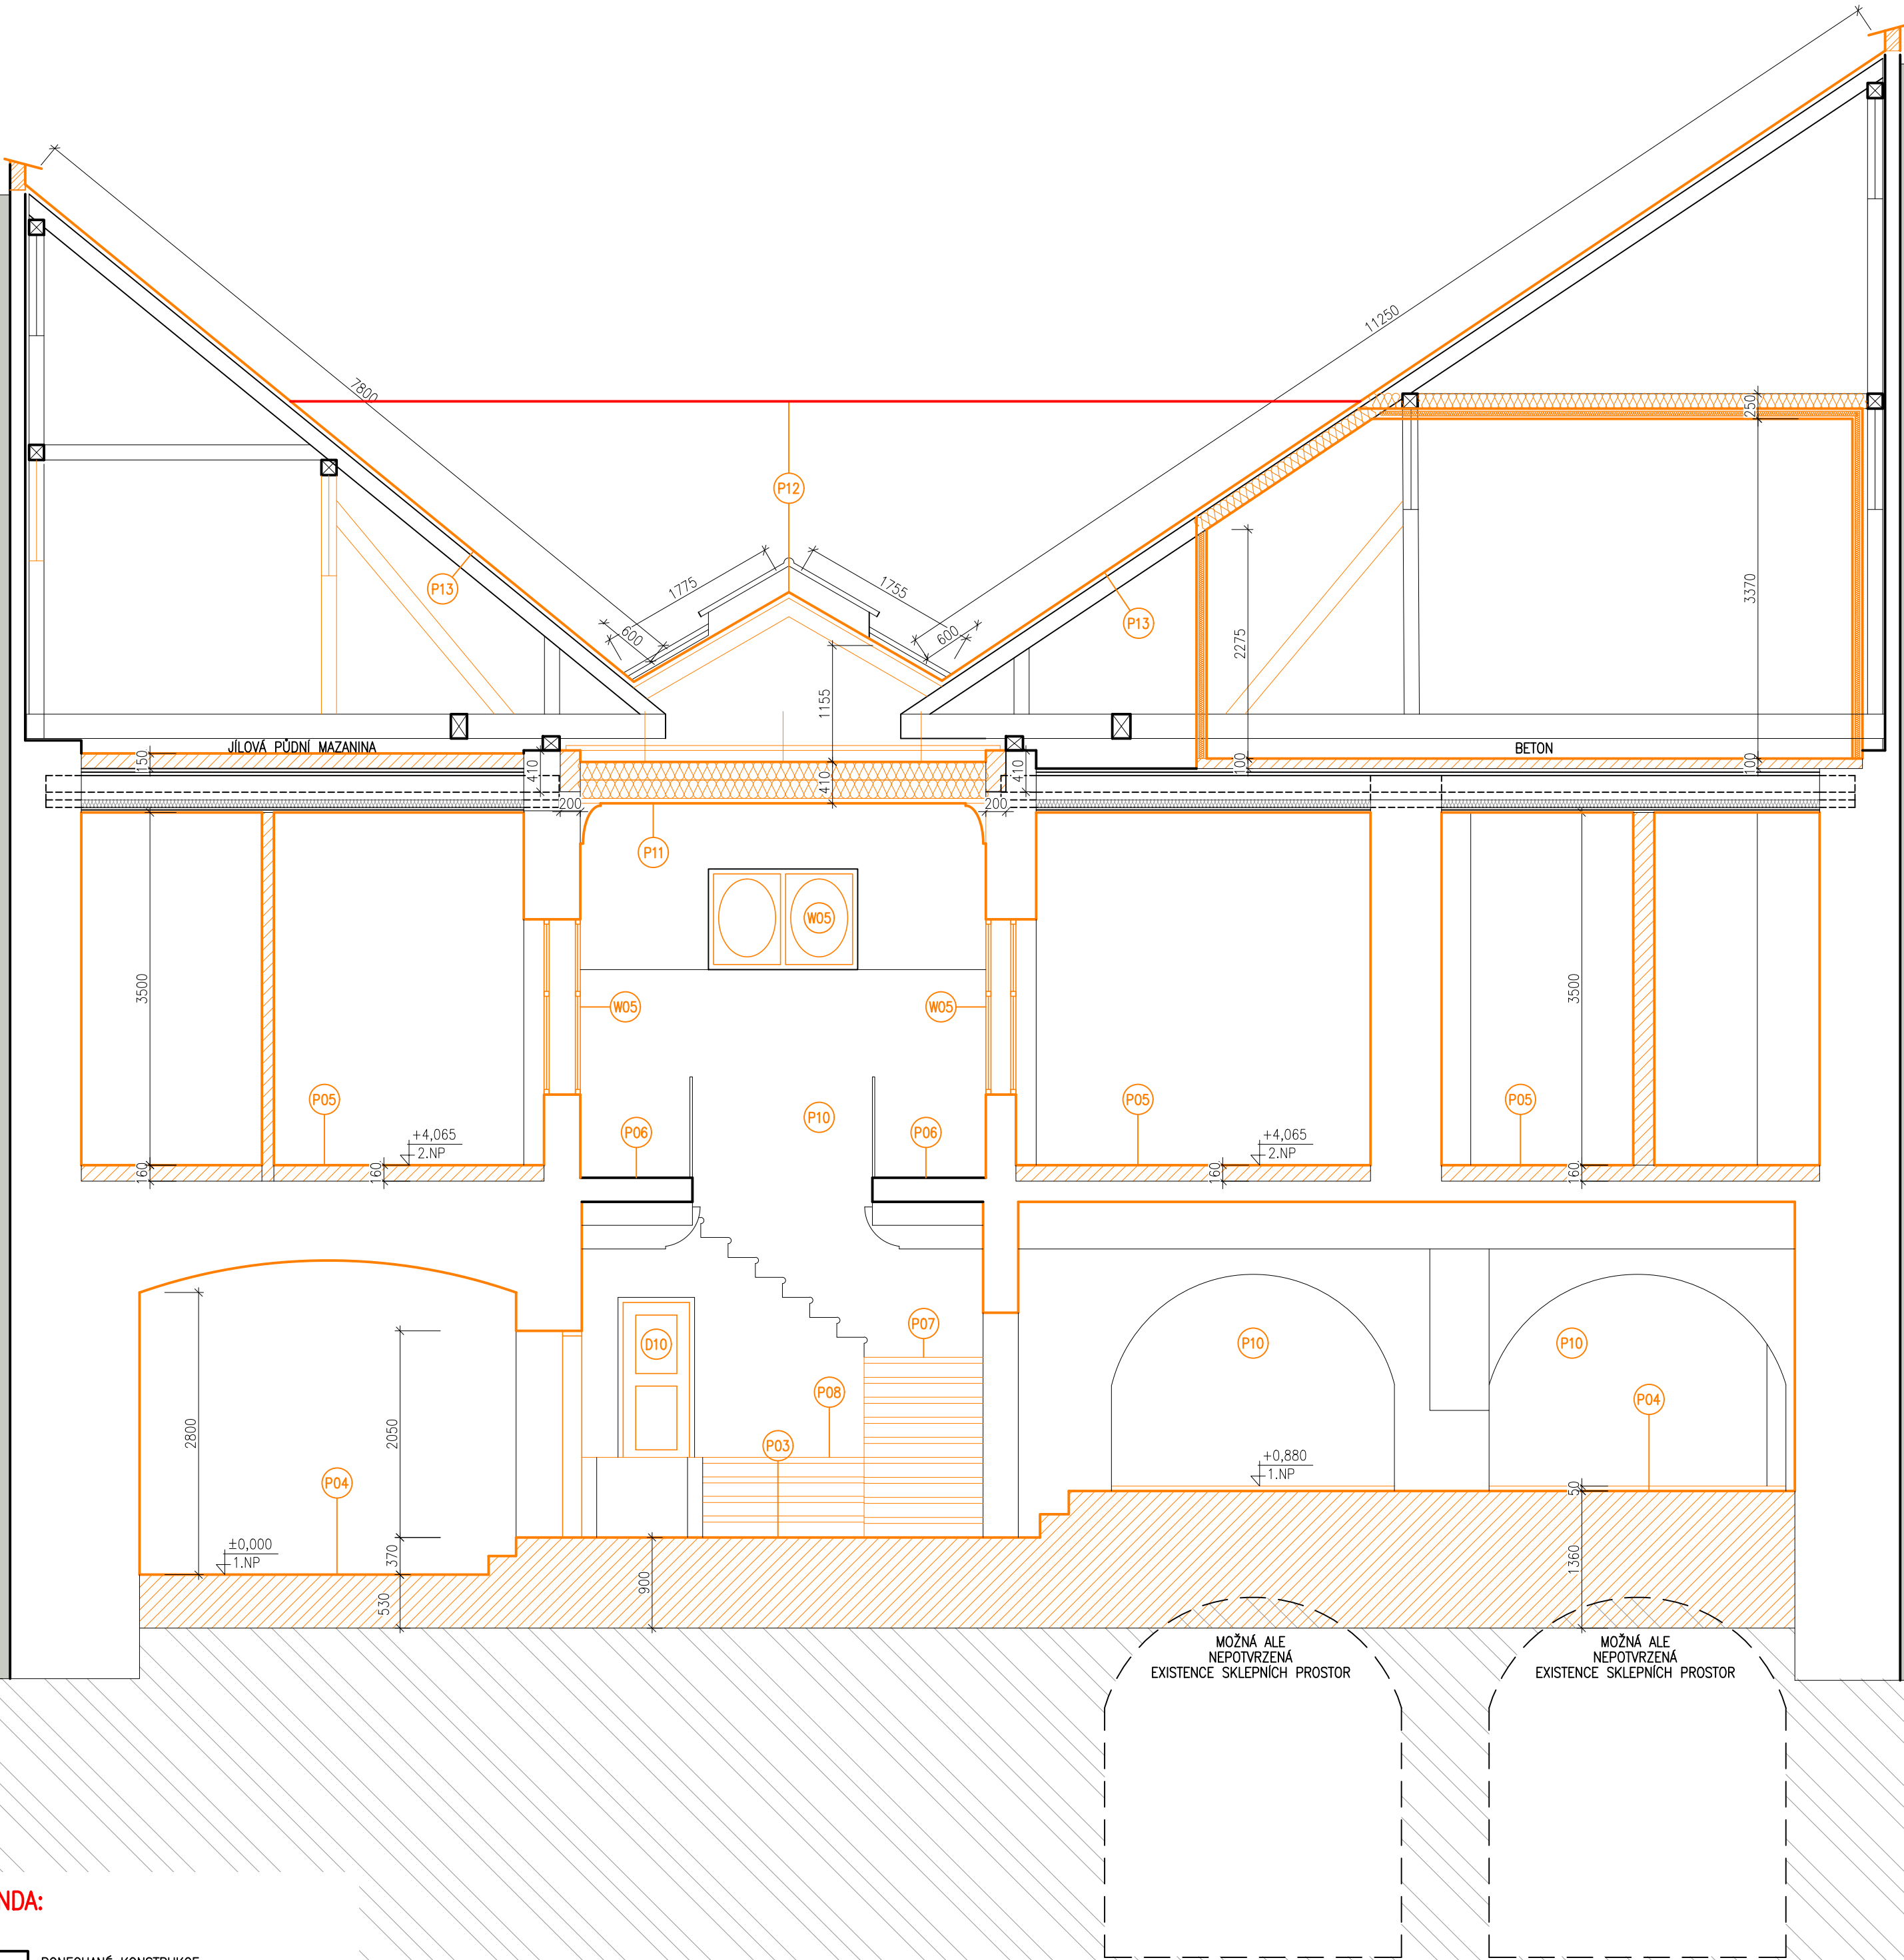 11250
7800
250
P12
1775
1755
P13
P13
600
600
3370
2275
1155
JÍLOVÁ PŮDNÍ MAZANINA
BETON
150
410
410
410
100
100
200
200
P11
W05
3500
3500
W05
W05
P05
P05
P05
P06
P10
P06
+4,065
2.NP
+4,065
2.NP
160
160
160
160
P07
D10
P10
P10
P08
P04
2800
2050
P03
+0,880
1.NP
P04
50
±0,000
1.NP
370
530
900
1360
MOŽNÁ ALE
NEPOTVRZENÁ
EXISTENCE SKLEPNÍCH PROSTOR
MOŽNÁ ALE
NEPOTVRZENÁ
EXISTENCE SKLEPNÍCH PROSTOR
NDA: